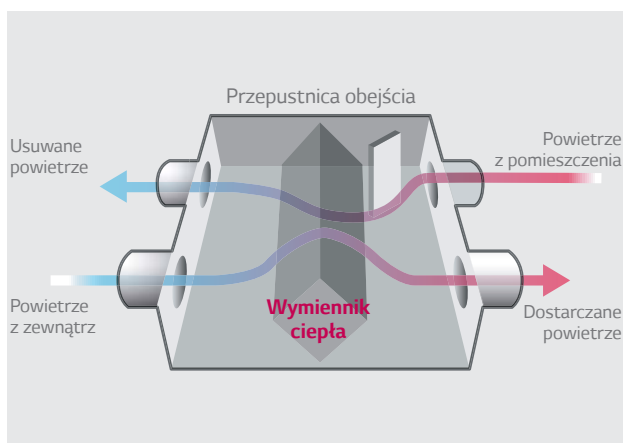 Przepustnica obejścia
Usuwane
powietrze
Powietrze
z pomieszczenia
Powietrze
z zewnątrz
Wymiennik
ciepła
Dostarczane
powietrze